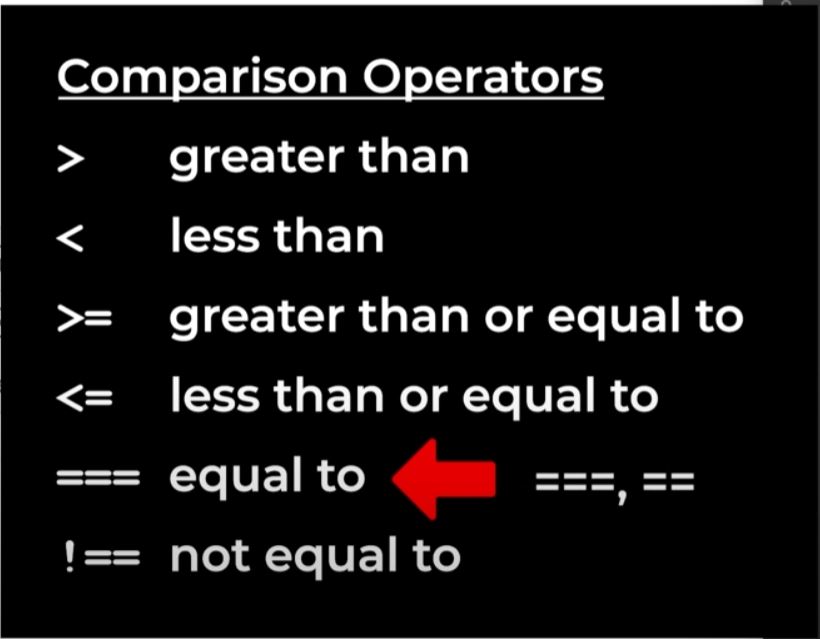 Comparison Operators
> greater than
< less than
>= greater than or equal to
<= less than or equal to
=== equal to ===, ==
!== not equal to